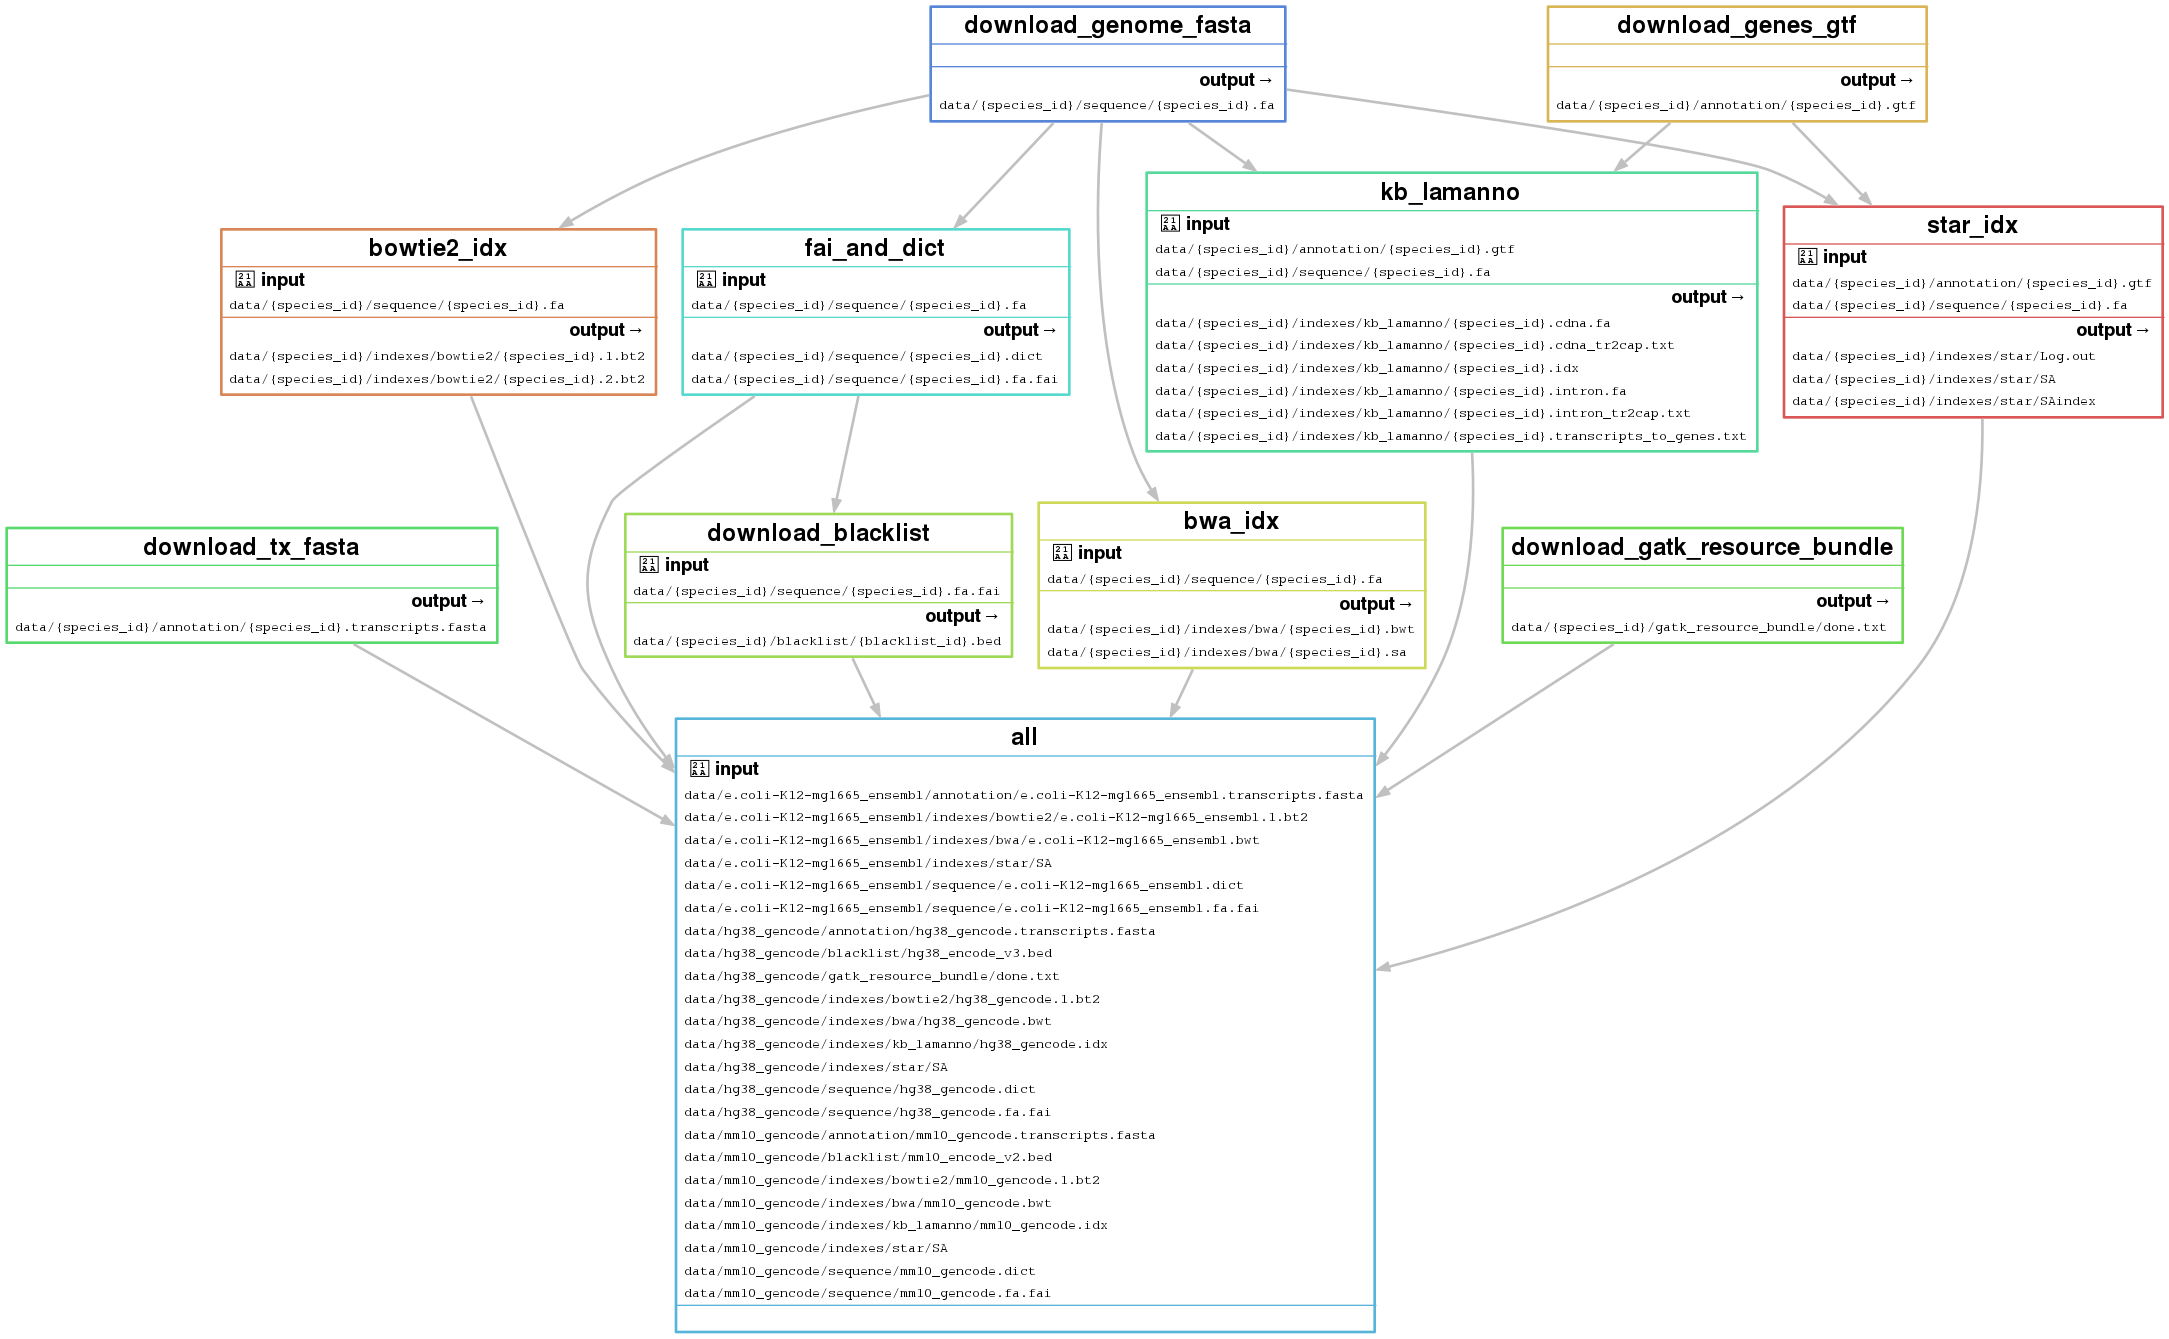 download_genome_fasta
output →
data/{species_id}/sequence/{species_id}.fa
download_genes_gtf
output →
data/{species_id}/annotation/{species_id}.gtf
bowtie2_idx
input
data/{species_id}/sequence/{species_id}.fa
output →
data/{species_id}/indexes/bowtie2/{species_id}.1.bt2
data/{species_id}/indexes/bowtie2/{species_id}.2.bt2
fai_and_dict
input
data/{species_id}/sequence/{species_id}.fa
output →
data/{species_id}/sequence/{species_id}.dict
data/{species_id}/sequence/{species_id}.fa.fai
kb_lamanno
input
data/{species_id}/annotation/{species_id}.gtf
data/{species_id}/sequence/{species_id}.fa
output →
data/{species_id}/indexes/kb_lamanno/{species_id}.cdna.fa
data/{species_id}/indexes/kb_lamanno/{species_id}.cdna_tr2cap.txt
data/{species_id}/indexes/kb_lamanno/{species_id}.idx
data/{species_id}/indexes/kb_lamanno/{species_id}.intron.fa
data/{species_id}/indexes/kb_lamanno/{species_id}.intron_tr2cap.txt
data/{species_id}/indexes/kb_lamanno/{species_id}.transcripts_to_genes.txt
star_idx
input
data/{species_id}/annotation/{species_id}.gtf
data/{species_id}/sequence/{species_id}.fa
output →
data/{species_id}/indexes/star/Log.out
data/{species_id}/indexes/star/SA
data/{species_id}/indexes/star/SAindex
download_tx_fasta
output →
data/{species_id}/annotation/{species_id}.transcripts.fasta
download_blacklist
input
data/{species_id}/sequence/{species_id}.fa.fai
output →
data/{species_id}/blacklist/{blacklist_id}.bed
bwa_idx
input
data/{species_id}/sequence/{species_id}.fa
output →
data/{species_id}/indexes/bwa/{species_id}.bwt
data/{species_id}/indexes/bwa/{species_id}.sa
download_gatk_resource_bundle
output →
data/{species_id}/gatk_resource_bundle/done.txt
all
input
data/e.coli-K12-mg1665_ensembl/annotation/e.coli-K12-mg1665_ensembl.transcripts.fasta
data/e.coli-K12-mg1665_ensembl/indexes/bowtie2/e.coli-K12-mg1665_ensembl.1.bt2
data/e.coli-K12-mg1665_ensembl/indexes/bwa/e.coli-K12-mg1665_ensembl.bwt
data/e.coli-K12-mg1665_ensembl/indexes/star/SA
data/e.coli-K12-mg1665_ensembl/sequence/e.coli-K12-mg1665_ensembl.dict
data/e.coli-K12-mg1665_ensembl/sequence/e.coli-K12-mg1665_ensembl.fa.fai
data/hg38_gencode/annotation/hg38_gencode.transcripts.fasta
data/hg38_gencode/blacklist/hg38_encode_v3.bed
data/hg38_gencode/gatk_resource_bundle/done.txt
data/hg38_gencode/indexes/bowtie2/hg38_gencode.1.bt2
data/hg38_gencode/indexes/bwa/hg38_gencode.bwt
data/hg38_gencode/indexes/kb_lamanno/hg38_gencode.idx
data/hg38_gencode/indexes/star/SA
data/hg38_gencode/sequence/hg38_gencode.dict
data/hg38_gencode/sequence/hg38_gencode.fa.fai
data/mm10_gencode/annotation/mm10_gencode.transcripts.fasta
data/mm10_gencode/blacklist/mm10_encode_v2.bed
data/mm10_gencode/indexes/bowtie2/mm10_gencode.1.bt2
data/mm10_gencode/indexes/bwa/mm10_gencode.bwt
data/mm10_gencode/indexes/kb_lamanno/mm10_gencode.idx
data/mm10_gencode/indexes/star/SA
data/mm10_gencode/sequence/mm10_gencode.dict
data/mm10_gencode/sequence/mm10_gencode.fa.fai